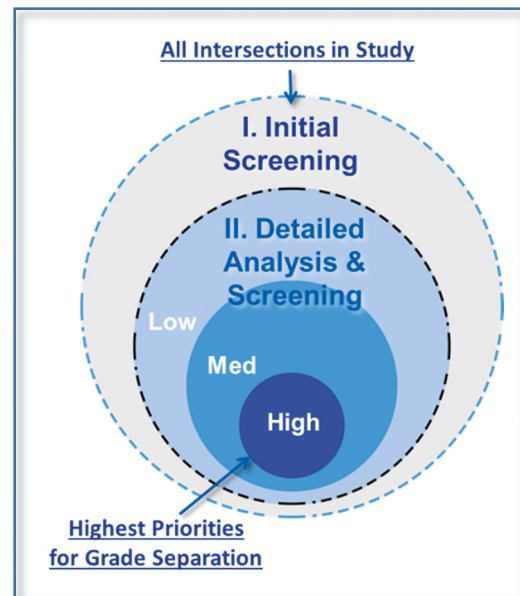 All Intersections in Study
I. Initial
Screening
II. Detailed
Analysis &
Screening
Low
Med
High
Highest Priorities
for Grade Separation